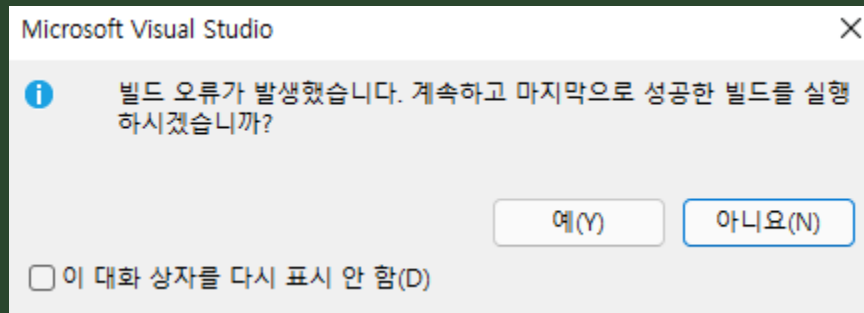 Microsoft Visual Studio
빌드 오류가 발생했습니다. 계속하고 마지막으로 성공한 빌드를 실행
하시겠습니까?
예(Y) 아니요(N)
이 대화 상자를 다시 표시 안 함(D)